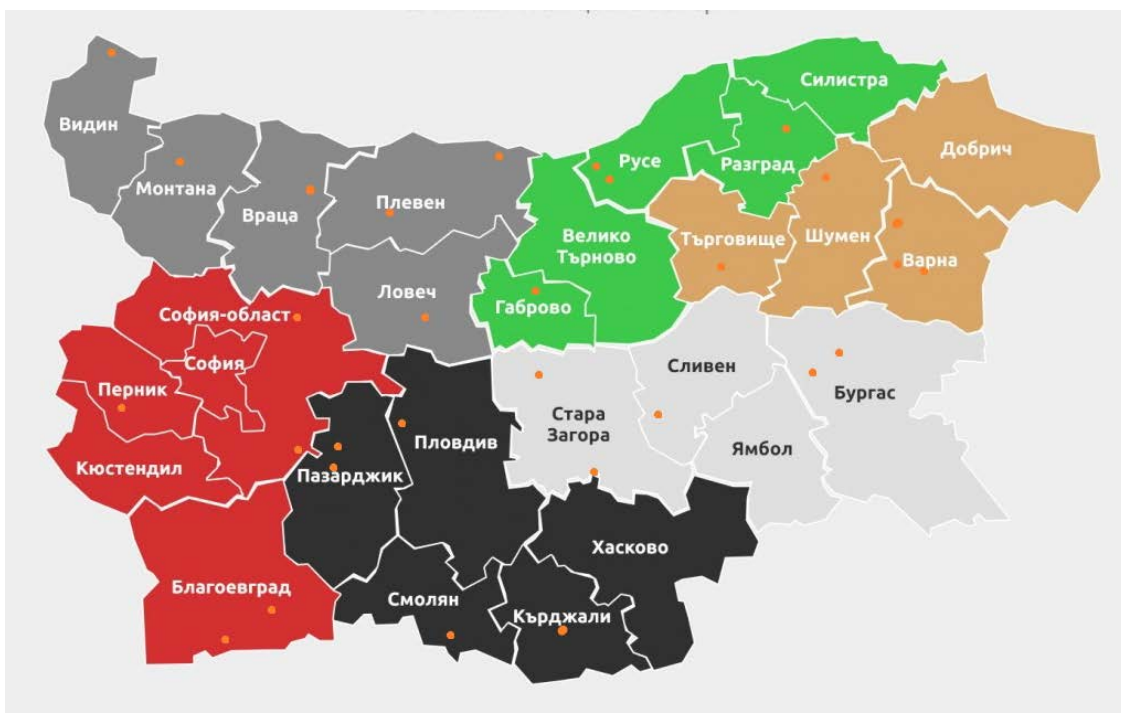 Силистра
Видин
Добрич
Русе
Разград
Монтана
Враца
Плевен
Велико
Търново
Търговище
Шумен
Варна
Ловеч
Габрово
София-област
София
Сливен
Перник
Бургас
Стара
Загора
Пловдив
Ямбол
Кюстендил
Пазарджик
Хасково
Благоевград
Смолян
Кърджали